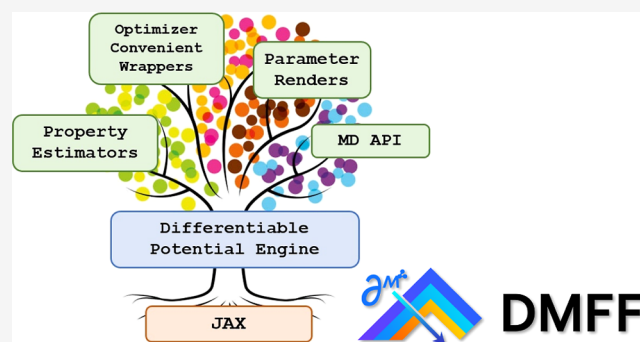 Optimizer
Convenient
Wrappers
Parameter
Renders
Property
Estimators
MD API
Differentiable
Potential Engine
JAX
DMFF